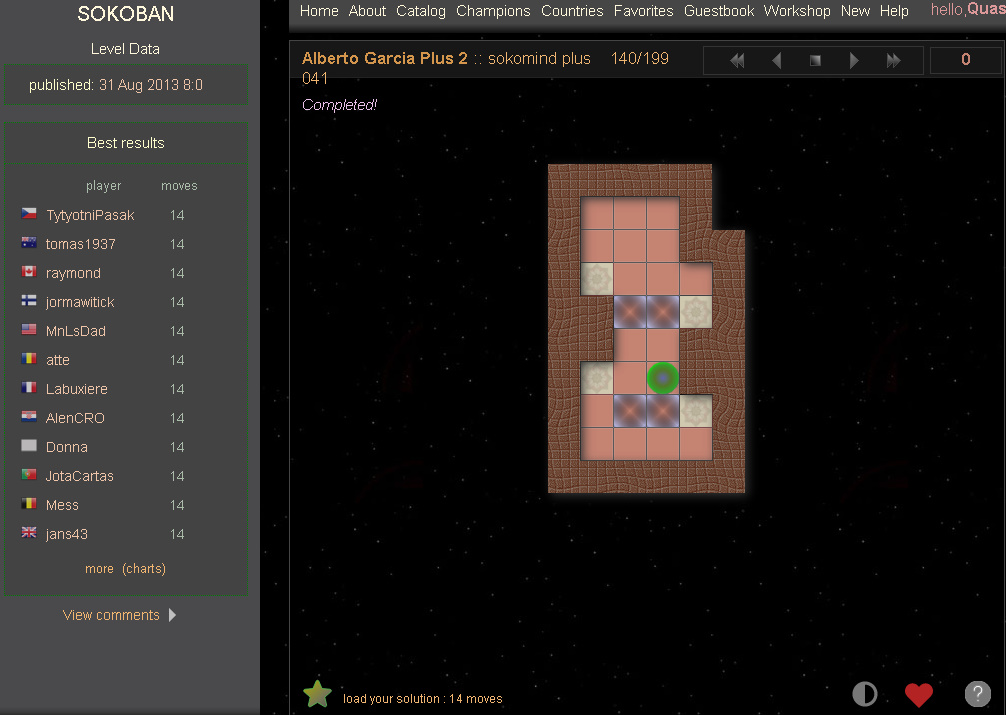 SOKOBAN
Level Data
published: 31 Aug 2013 8:0
Best results
player moves
TytyotniPasak 14
tomas1937 14
raymond 14
jormawitick 14
MnLsDad 14
atte 14
Labuxiere 14
AlenCRO 14
Donna 14
JotaCartas 14
Mess 14
jans43 14
more (charts)
View comments
Home About Catalog Champions Countries Favorites Guestbook Workshop New Help hello,Quas
Alberto Garcia Plus 2 :: sokomind plus 140/199
041
0
Completed!
load your solution : 14 moves
?